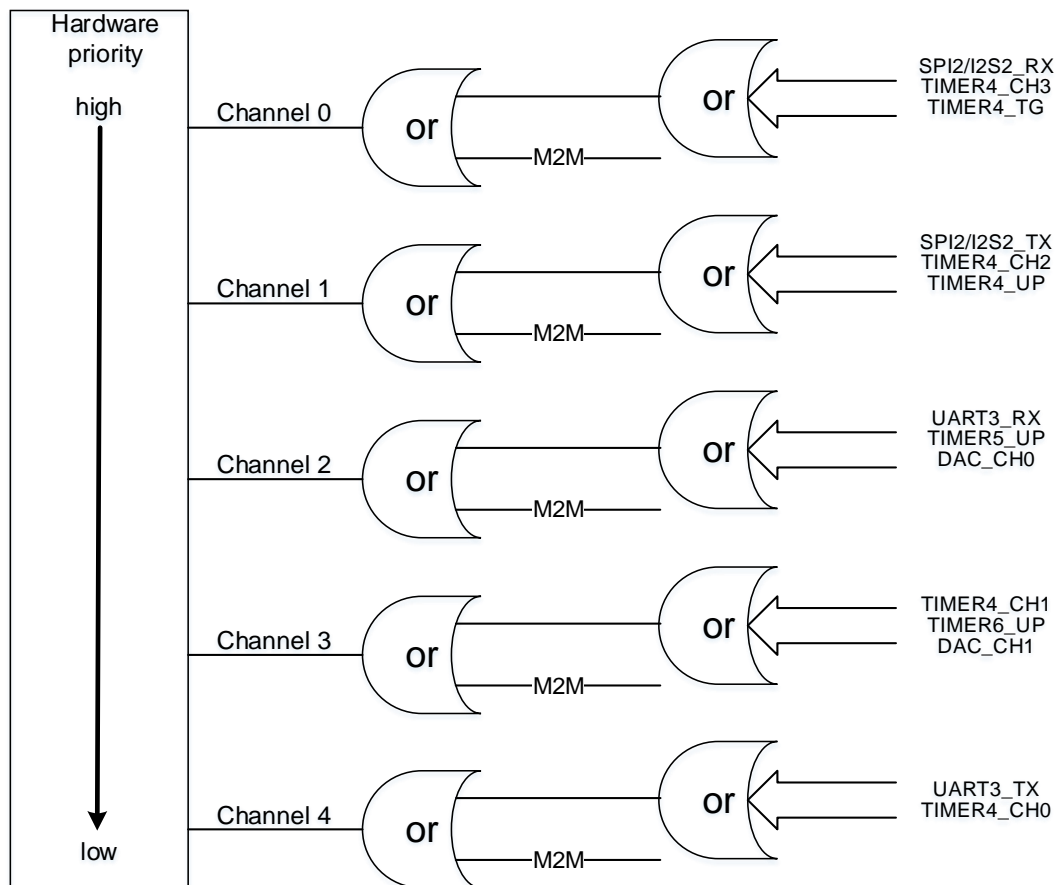 Hardware
priority
high
low
Channel 0
or
M2M
or
SPI2/I2S2_RX
TIMER4_CH3
TIMER4_TG
Channel 1
or
M2M
or
SPI2/I2S2_TX
TIMER4_CH2
TIMER4_UP
Channel 2
or
M2M
or
UART3_RX
TIMER5_UP
DAC_CH0
Channel 3
or
M2M
or
TIMER4_CH1
TIMER6_UP
DAC_CH1
Channel 4
or
M2M
or
UART3_TX
TIMER4_CH0